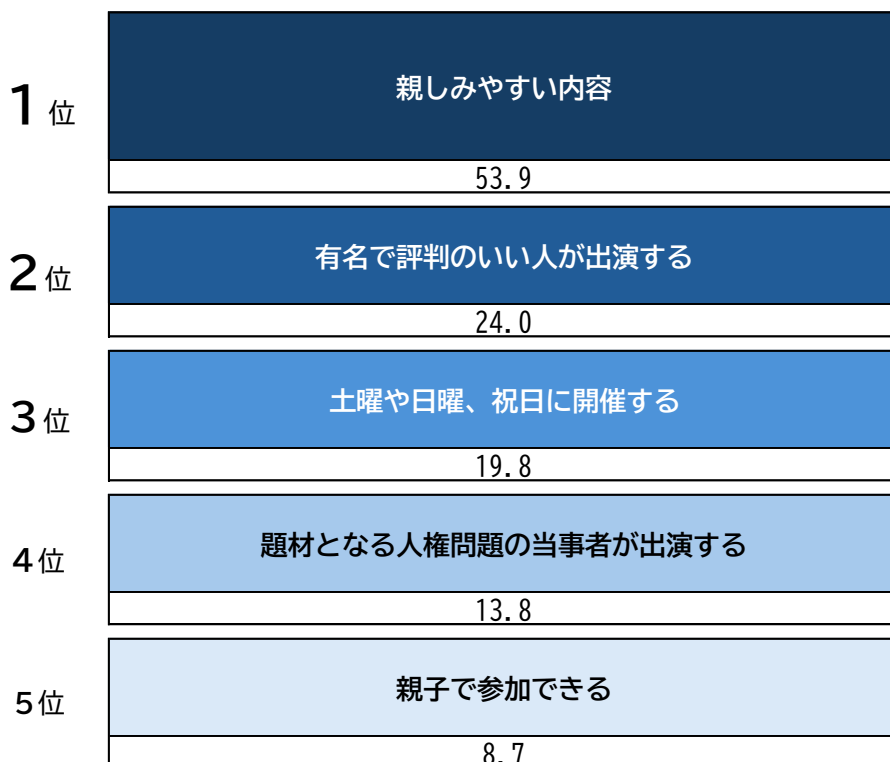 1位
親しみやすい内容
53.9
2位
有名で評判のいい人が出演する
24.0
3位
土曜や日曜、祝日に開催する
19.8
4位
題材となる人権問題の当事者が出演する
13.8
5位
親子で参加できる
8.7